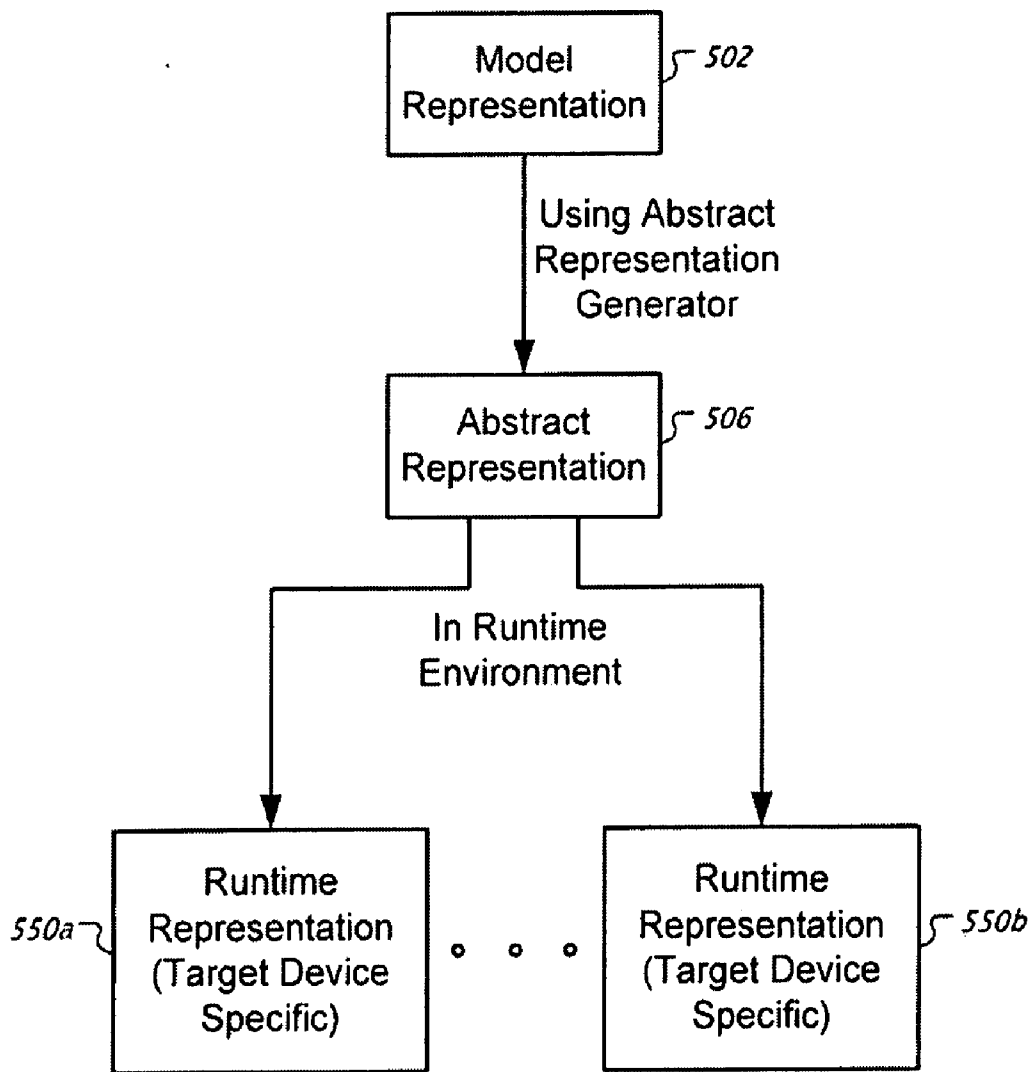 Model
Representation
502
Using Abstract
Representation
Generator
Abstract
Representation
506
In Runtime
Environment
550a
Runtime
Representation
(Target Device
Specific)
Runtime
Representation
(Target Device
Specific)
550b